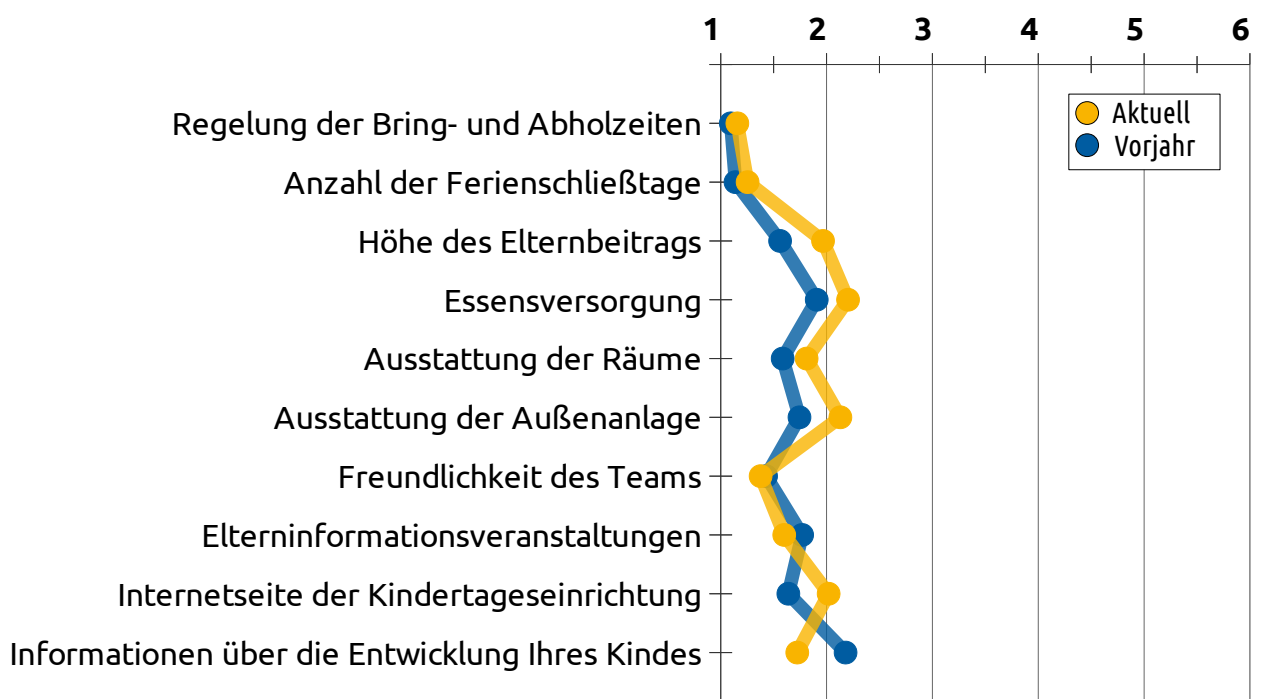 1 2 3 4 5 6
Aktuell
Vorjahr
Regelung der Bring- und Abholzeiten
Anzahl der Ferienschließtage
Höhe des Elternbeitrags
Essensversorgung
Ausstattung der Räume
Ausstattung der Außenanlage
Freundlichkeit des Teams
Elterninformationsveranstaltungen
Internetseite der Kindertageseinrichtung
Informationen über die Entwicklung Ihres Kindes